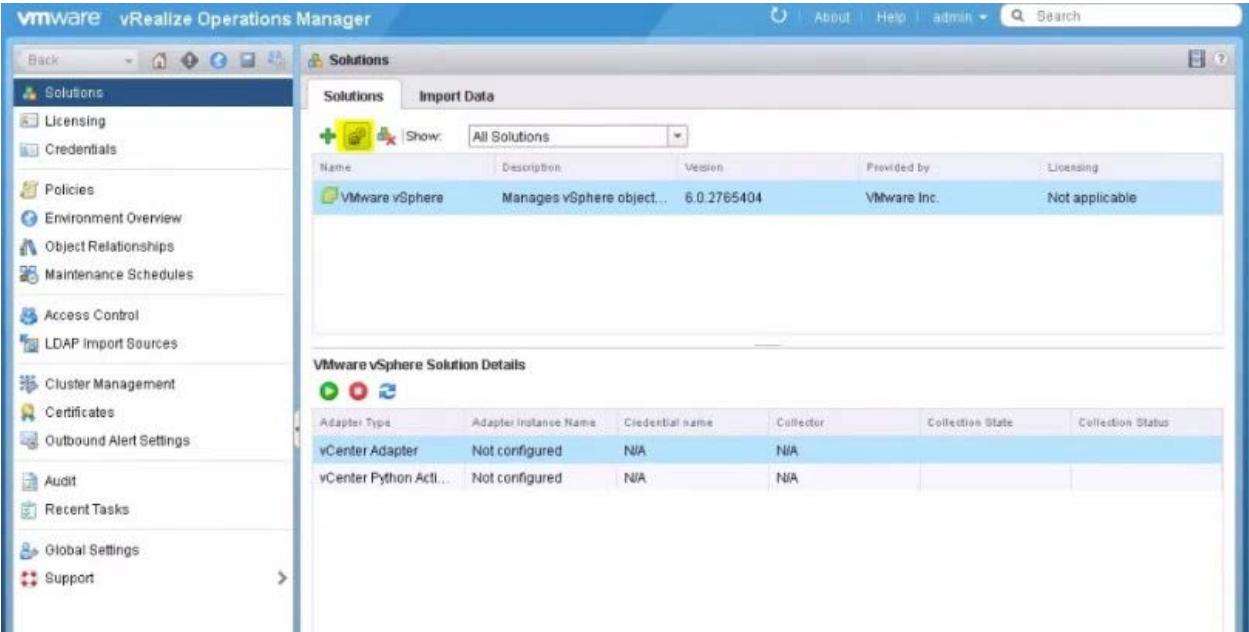 vmware vRealize Operations Manager About Help admin Search
Back
Solutions
Licensing
Credentials
Policies
Environment Overview
Object Relationships
Maintenance Schedules
Access Control
LDAP Import Sources
Cluster Management
Certificates
Outbound Alert Settings
Audit
Recent Tasks
Global Settings
Support
Solutions
Solutions Import Data
Show: All Solutions
Name Description Version Provided by Licensing
VMware vSphere Manages vSphere object... 6.0.2765404 VMware Inc. Not applicable
VMware vSphere Solution Details
Adapter Type Adapter Instance Name Credential name Collector Collection State Collection Status
vCenter Adapter Not configured N/A N/A
vCenter Python Acti... Not configured N/A N/A